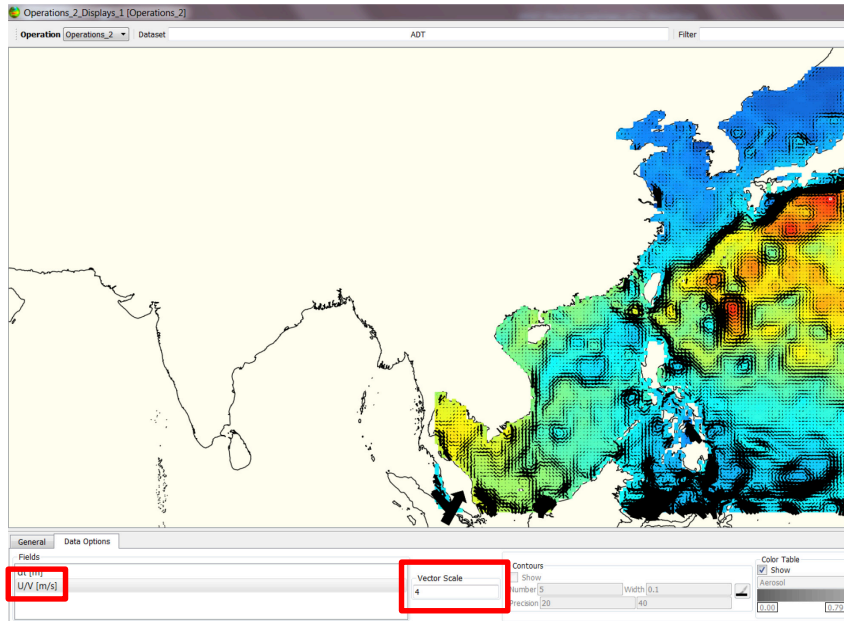 Operations_2_Displays_1 [Operations_2]
Operation Operations_2 Dataset ADT Filter
General Data Options
Fields
U/V [m/s]
Vector Scale
4
Contours
Show
Number 5 Width 0.1
Precision 20 40
Color Table
Show
Aerosol
0.00 0.79